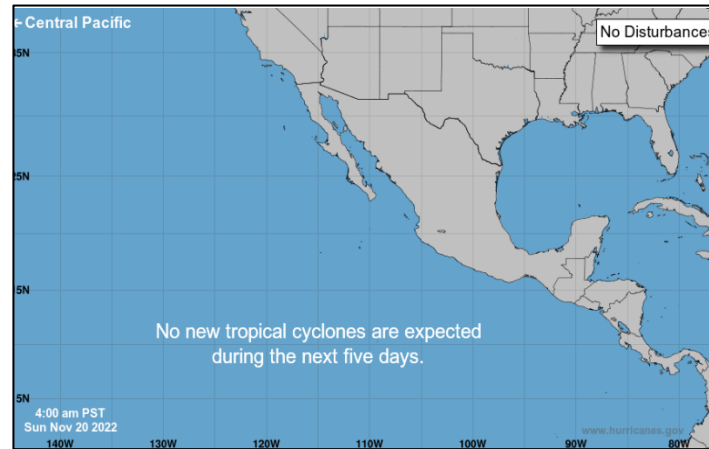 ← Central Pacific
No Disturbances
35N
25N
5N
No new tropical cyclones are expected
during the next five days.
5N
4:00 am PST
Sun Nov 20 2022
www.hurricanes.gov
140W 130W 120W 110W 100W 90W 80W